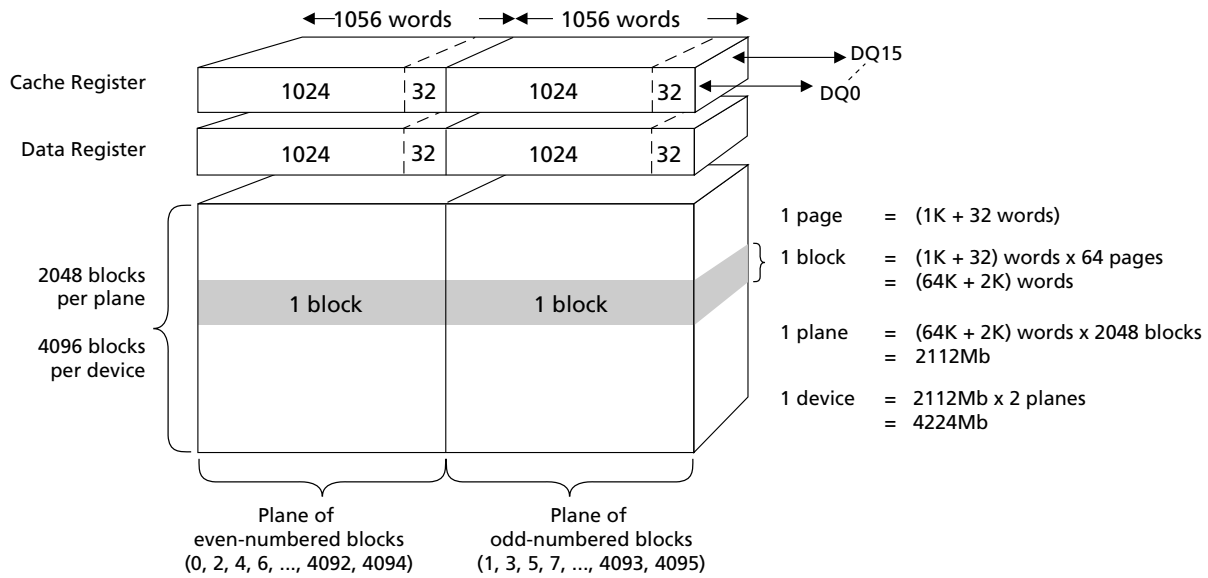 1056 words 1056 words
DQ15
DQ0
Cache Register
1024 32 1024 32
Data Register
1024 32 1024 32
2048 blocks
per plane
4096 blocks
per device
1 block 1 block
1 page = (1K + 32 words)
1 block = (1K + 32) words x 64 pages
= (64K + 2K) words
1 plane = (64K + 2K) words x 2048 blocks
= 2112Mb
1 device = 2112Mb x 2 planes
= 4224Mb
Plane of
even-numbered blocks
(0, 2, 4, 6, ..., 4092, 4094)
Plane of
odd-numbered blocks
(1, 3, 5, 7, ..., 4093, 4095)